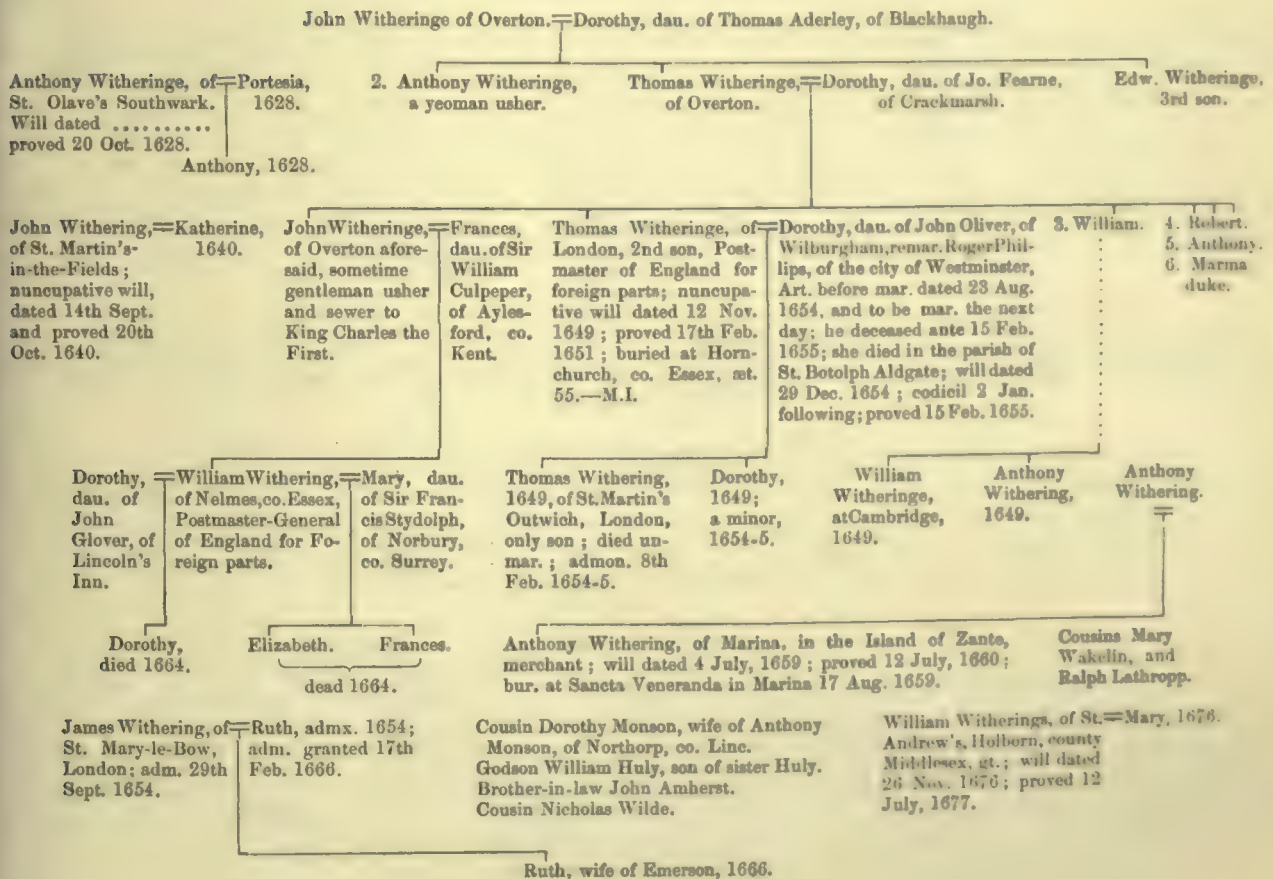 John Witheringe of Overton.=Dorothy, dau. of Thomas Aderley, of Blackhaugh.
Anthony Witheringe, of=Portesia,
St. Olave's Southwark. 1628.
Will dated ..........
proved 20 Oct. 1628.
Anthony, 1628.
2. Anthony Witheringe,
a yeoman usher.
Thomas Witheringe,=Dorothy, dau. of Jo. Fearne,
of Overton. of Crackmarsh.
Edw. Witheringe.
3rd son.
John Withering,=Katherine,
of St. Martin's- 1640.
in-the-Fields;
nuncupative will,
dated 14th Sept.
and proved 20th
Oct. 1640.
John Witheringe,=Frances,
of Overton afore- dau. of Sir
said, sometime William
gentleman usher Culpeper,
and sewer to of Ayles-
King Charles the ford, co.
First. Kent.
Thomas Witheringe, of=
London, 2nd son, Post-
master of England for
foreign parts; nuncupa-
tive will dated 12 Nov.
1649; proved 17th Feb.
1651; buried at Horn-
church, co. Essex, æt.
55.—M.I.
Dorothy, dau. of John Oliver, of
Wilburgham, remar. Roger Phil-
lips, of the city of Westminster,
Art. before mar. dated 23 Aug.
1654, and to be mar. the next
day; he deceased ante 15 Feb.
1655; she died in the parish of
St. Botolph Aldgate; will dated
29 Dec. 1654; codicil 2 Jan.
following; proved 15 Feb. 1655.
3. William.
4. Robert.
5. Anthony.
6. Marma
duke.
Dorothy,=
dau. of
John
Glover, of
Lincoln's
Inn.
William Withering,=
of Nelmes, co. Essex,
Postmaster-General
of England for Fo-
reign parts.
Mary, dau.
of Sir Fran-
cis Stydolph,
of Norbury,
co. Surrey.
Thomas Withering,
1649, of St. Martin's
Outwich, London,
only son; died un-
mar.; admon. 8th
Feb. 1654-5.
Dorothy,
1649;
a minor,
1654-5.
William
Witheringe,
at Cambridge,
1649.
Anthony
Withering,
1649.
Anthony
Withering.
=
Dorothy,
died 1664.
Elizabeth. Frances.
dead 1664.
Anthony Withering, of Marina, in the Island of Zante,
merchant; will dated 4 July, 1659; proved 12 July, 1660;
bur. at Sancta Veneranda in Marina 17 Aug. 1659.
Cousins Mary
Wakelin, and
Ralph Lathropp.
James Withering, of=Ruth, admx. 1654;
St. Mary-le-Bow, adm. granted 17th
London; adm. 29th Feb. 1666.
Sept. 1654.
Cousin Dorothy Monson, wife of Anthony
Monson, of Northorp, co. Linc.
Godson William Huly, son of sister Huly.
Brother-in-law John Amherst.
Cousin Nicholas Wilde.
William Witherings, of St.=Mary, 1676.
Andrew's, Holborn, county
Middlesex, gt.; will dated
26 Nov. 1676; proved 12
July, 1677.
Ruth, wife of Emerson, 1666.